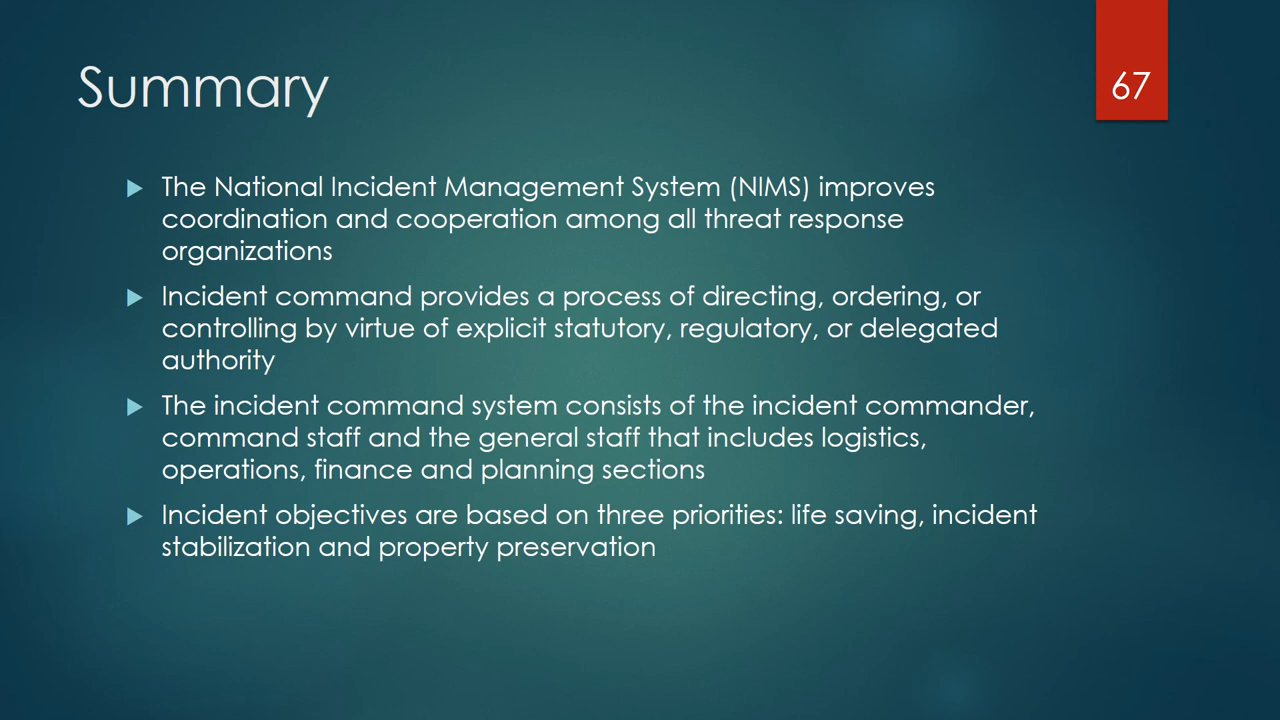 Summary
67
The National Incident Management System (NIMS) improves
coordination and cooperation among all threat response
organizations
Incident command provides a process of directing, ordering, or
controlling by virtue of explicit statutory, regulatory, or delegated
authority
The incident command system consists of the incident commander,
command staff and the general staff that includes logistics,
operations, finance and planning sections
Incident objectives are based on three priorities: life saving, incident
stabilization and property preservation